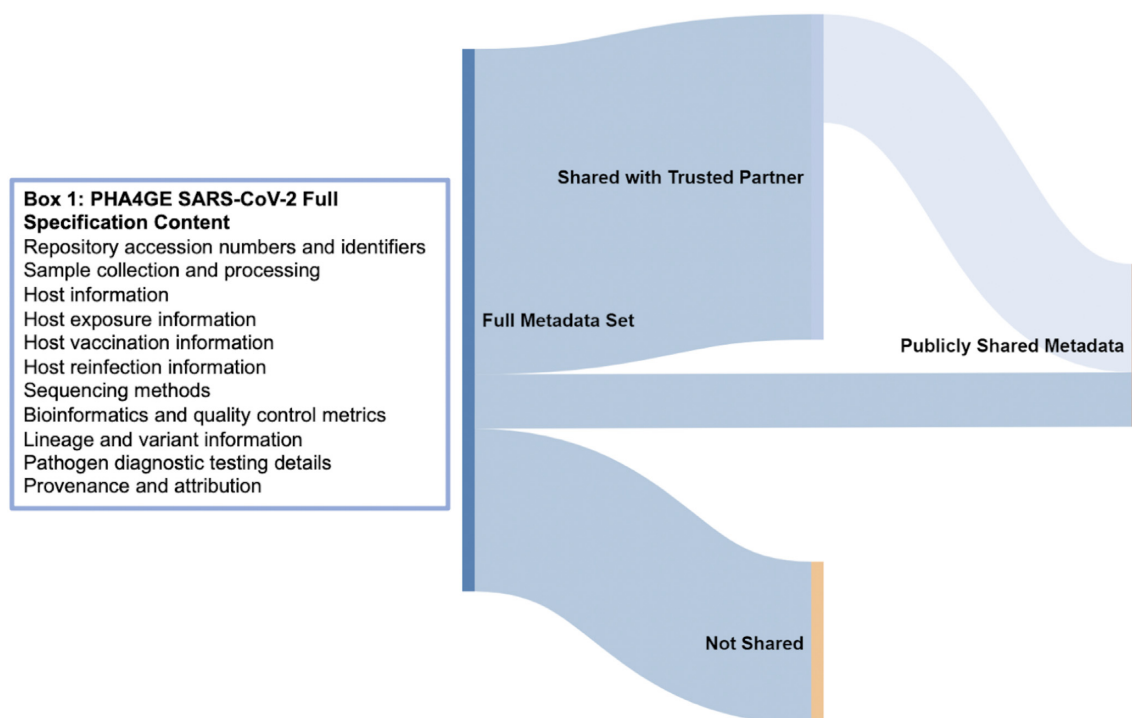 Box 1: PHA4GE SARS-CoV-2 Full
Specification Content
Repository accession numbers and identifiers
Sample collection and processing
Host information
Host exposure information
Host vaccination information
Host reinfection information
Sequencing methods
Bioinformatics and quality control metrics
Lineage and variant information
Pathogen diagnostic testing details
Provenance and attribution
Shared with Trusted Partner
Full Metadata Set
Publicly Shared Metadata
Not Shared